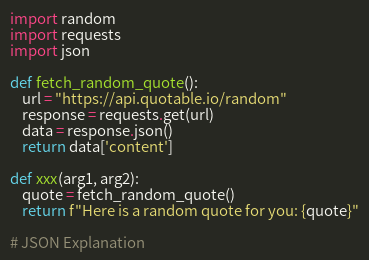 import random
import requests
import json

def fetch_random_quote():
    url = "https://api.quotable.io/random"
    response = requests.get(url)
    data = response.json()
    return data['content']

def xxx(arg1, arg2):
    quote = fetch_random_quote()
    return f"Here is a random quote for you: {quote}"

# JSON Explanation